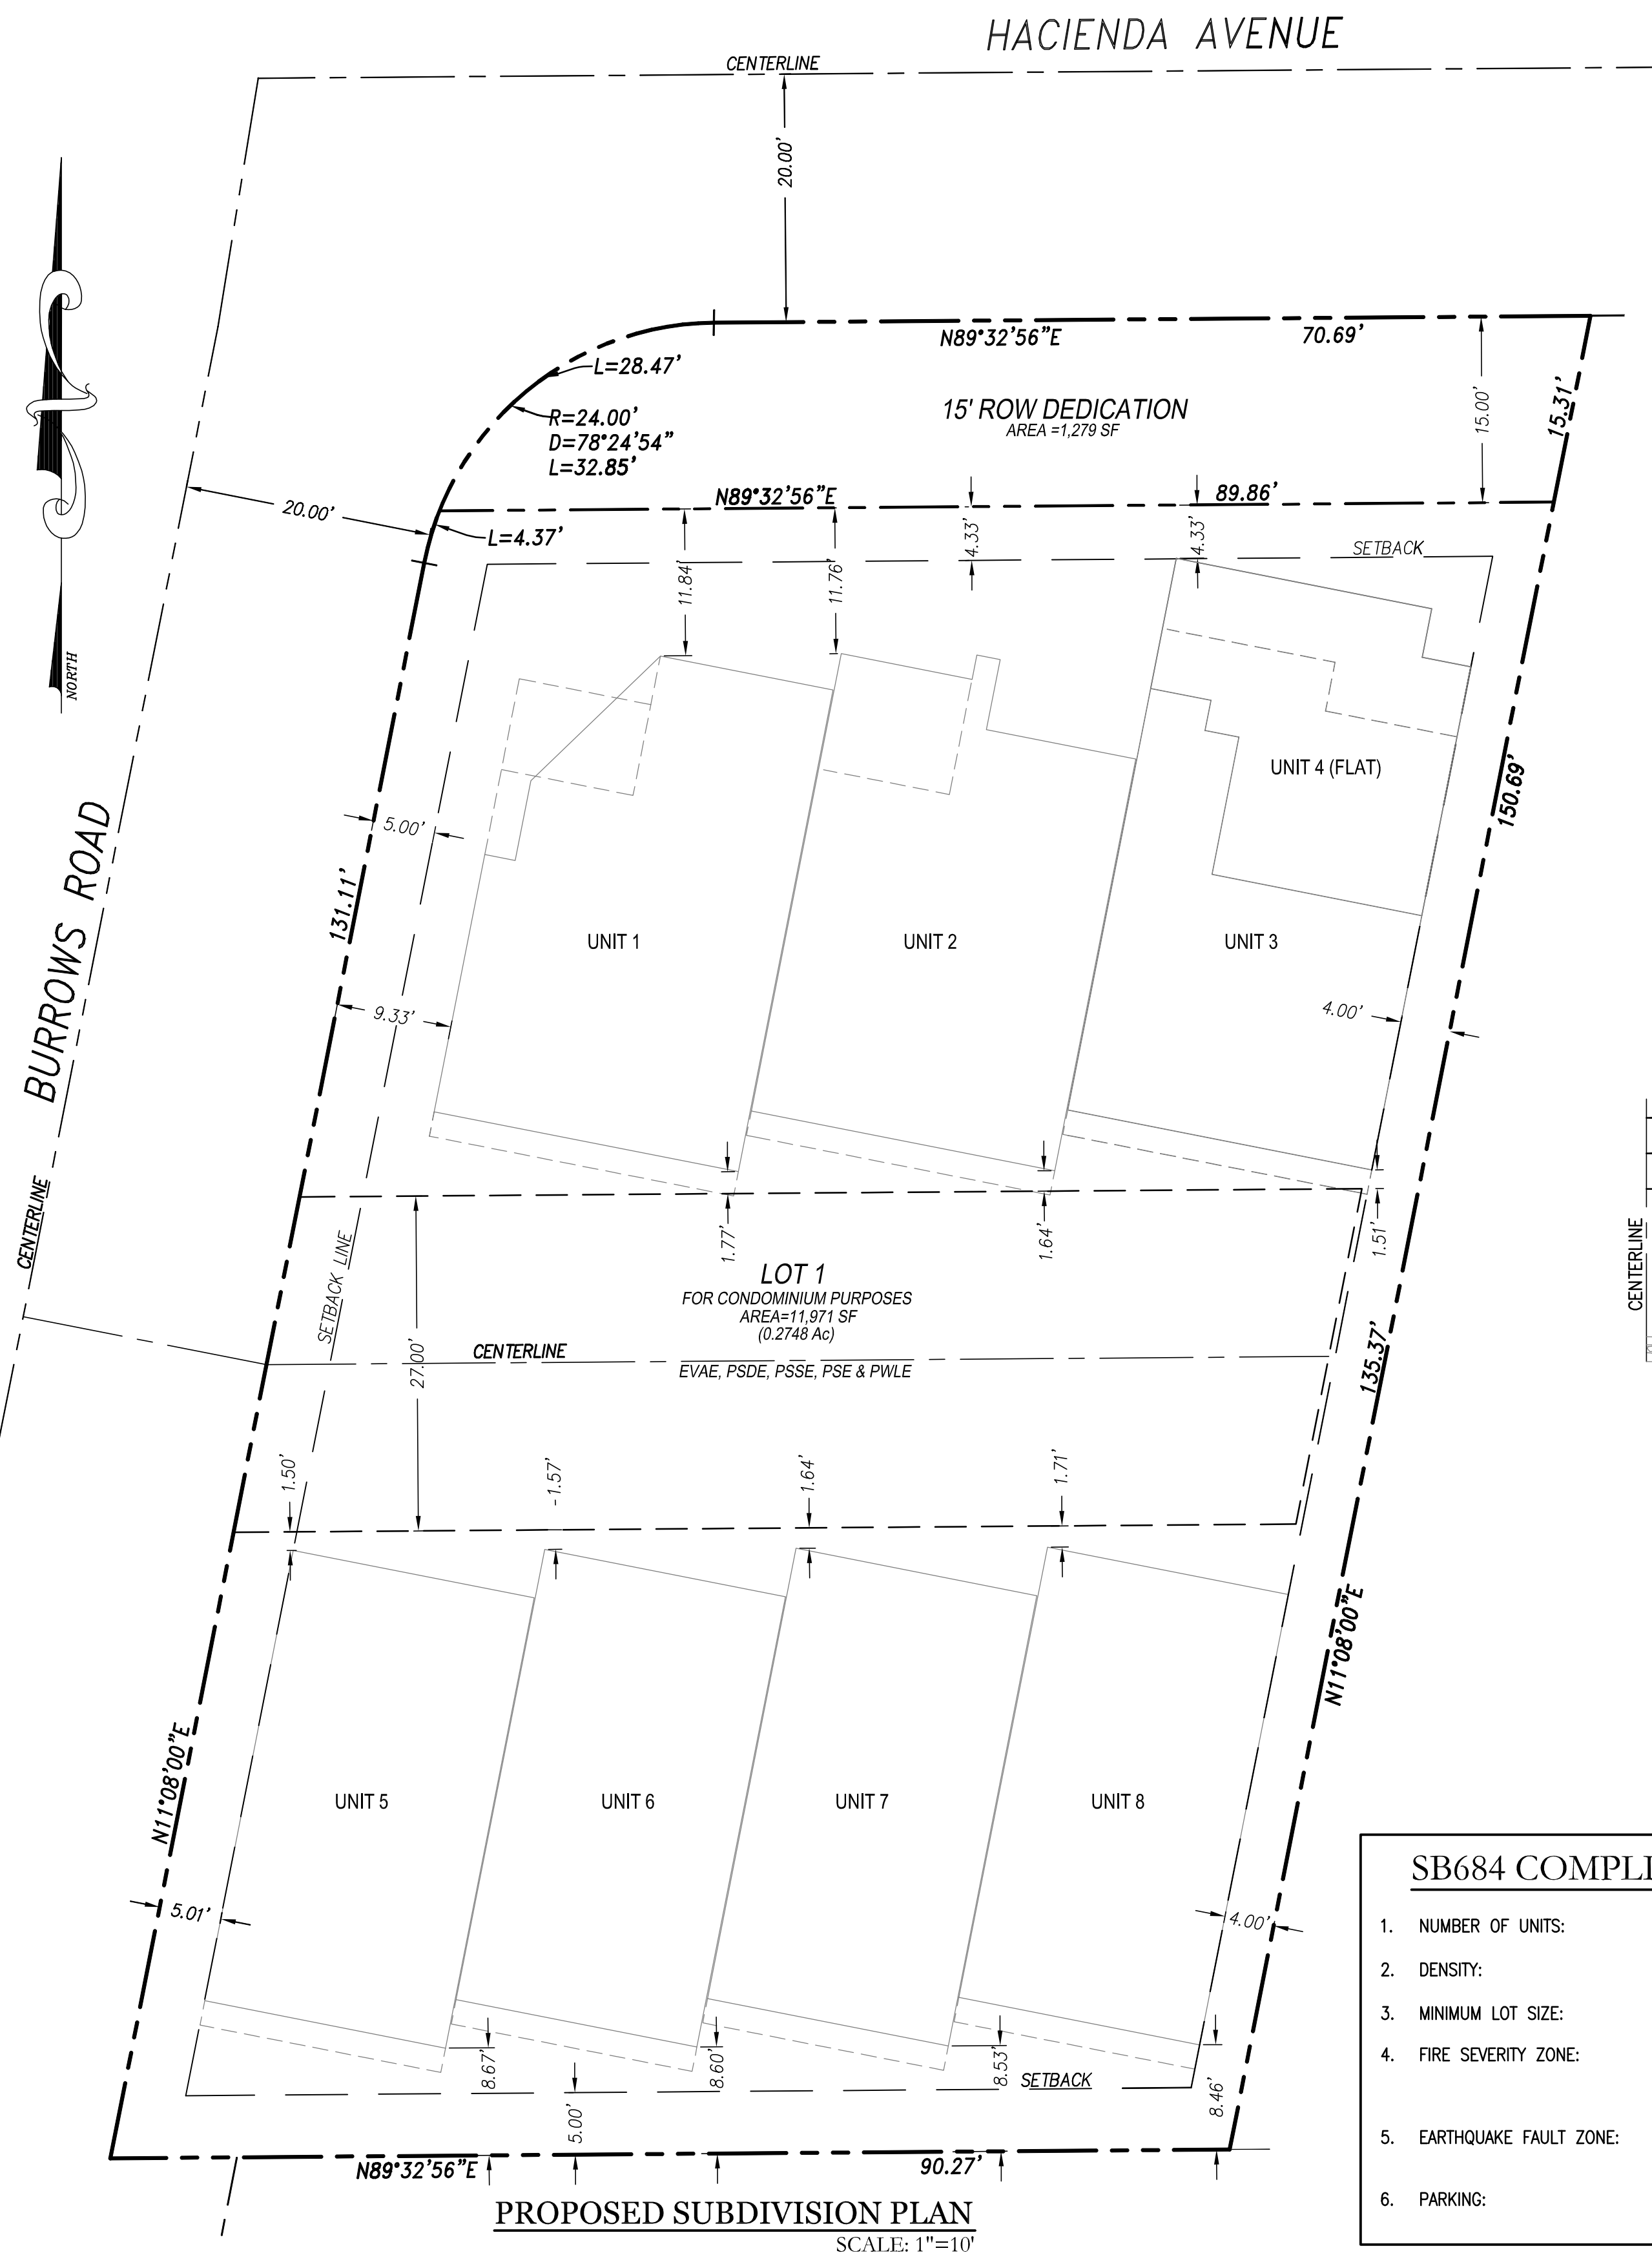 HACIENDA AVENUE
CENTERLINE
20.00'
N89°32'56"E
70.69'
L=28.47'
R=24.00'
D=78°24'54"
L=32.85'
15' ROW DEDICATION
AREA =1,279 SF
15.00'
15.31'
NORTH
20.00'
N89°32'56"E
89.86'
L=4.37'
4.33'
4.33'
SETBACK
11.84'
11.76'
UNIT 4 (FLAT)
150.69'
5.00'
BURROWS ROAD
131.11'
UNIT 1
UNIT 2
UNIT 3
9.33'
4.00'
CENTERLINE
1.77'
1.64'
1.51'
CENTERLINE
SETBACK LINE
LOT 1
FOR CONDOMINIUM PURPOSES
AREA=11,971 SF
(0.2748 Ac)
27.00'
CENTERLINE
EVAE, PSDE, PSSE, PSE & PWLE
135.37'
1.50'
1.57'
1.64'
1.71'
N11°08'00"E
N11°08'00"E
UNIT 5
UNIT 6
UNIT 7
UNIT 8
5.01'
4.00'
8.67'
8.60'
8.53'
8.46'
SETBACK
5.00'
N89°32'56"E
90.27'
PROPOSED SUBDIVISION PLAN
SCALE: 1"=10'
SB684 COMPLI
1. NUMBER OF UNITS:
2. DENSITY:
3. MINIMUM LOT SIZE:
4. FIRE SEVERITY ZONE:
5. EARTHQUAKE FAULT ZONE:
6. PARKING: